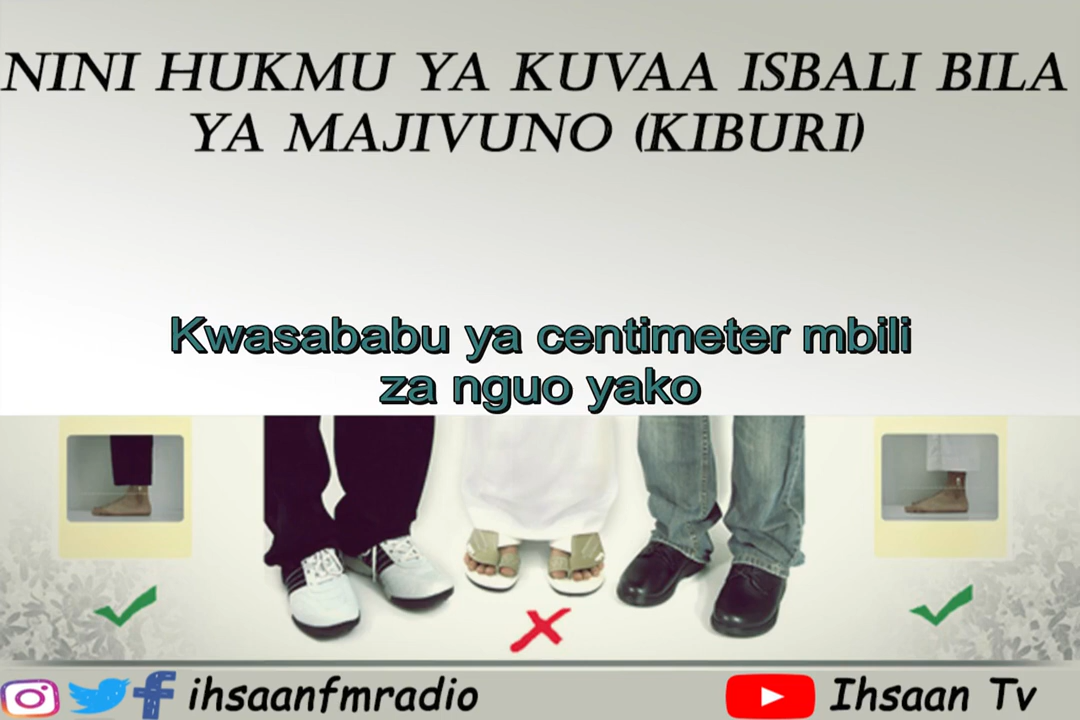 NINI HUKMU YA KUVAA ISBALI BILA
YA MAJIVUNO (KIBURI)
Kwasababu ya centimeter mbili
za nguo yako
ihsaanfmradio
Ihsaan Tv